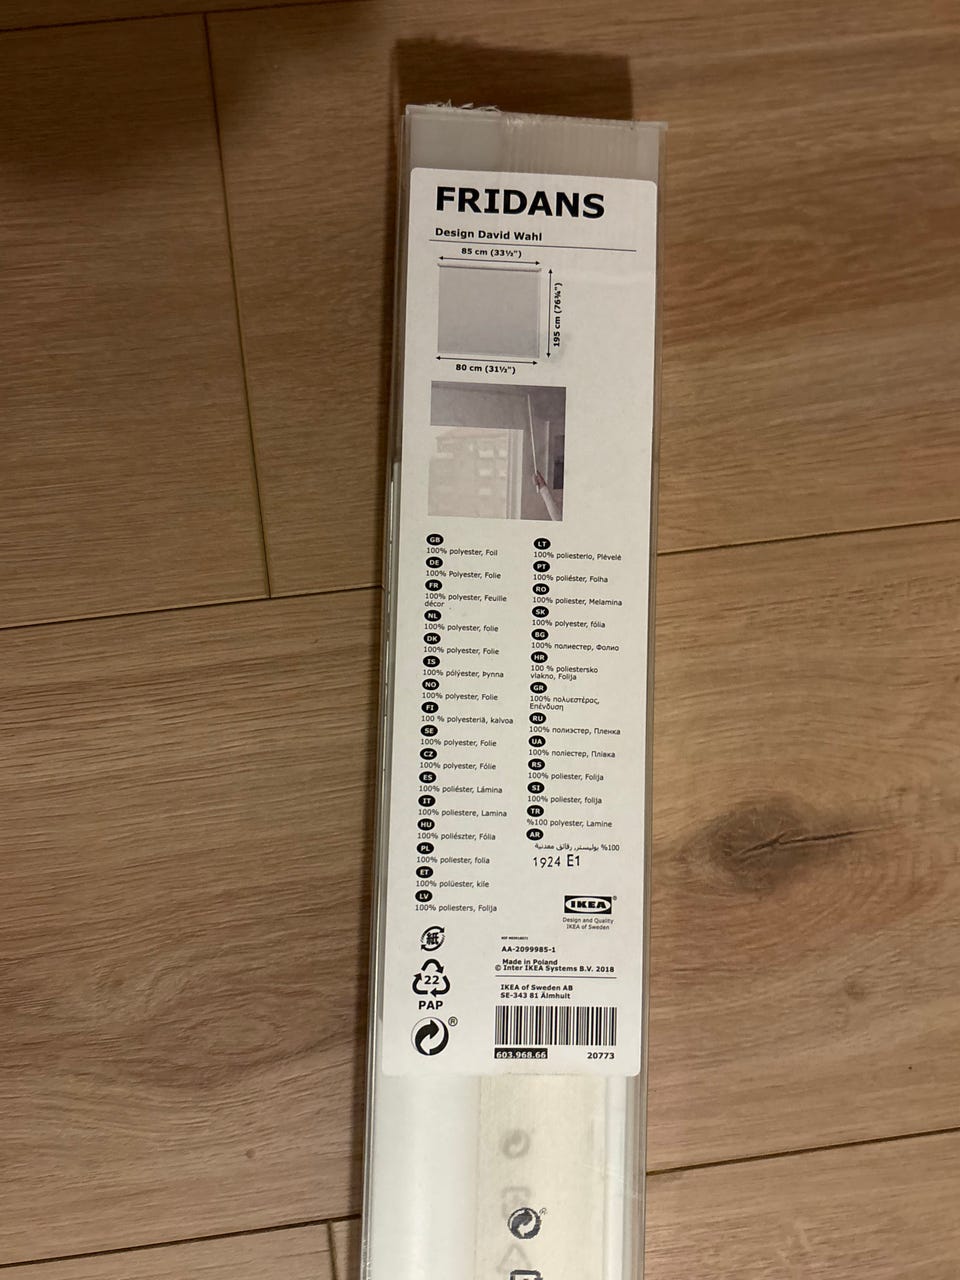 FRIDANS
Design David Wahl
85 cm (33½")
195 cm (76¾")
80 cm (31½")
GB
100% polyester, Foil
DE
100% Polyester, Folie
FR
100% polyester, Feuille
décor
NL
100% polyester, folie
DK
100% polyester, Folie
IS
100% pólýester, Þynna
NO
100% polyester, Folie
FI
100 % polyesteriä, kalvoa
SE
100% polyester, Folie
CZ
100% polyester, Fólie
ES
100% poliéster, Lámina
IT
100% poliestere, Lamina
HU
100% poliészter, Fólia
PL
100% poliester, folia
ET
100% polüester, kile
LV
100% poliesters, Folija
LT
100% poliesterio, Plėvelė
PT
100% poliéster, Folha
RO
100% poliester, Melamina
SK
100% polyester, fólia
BG
100% полиестер, Фолио
HR
100 % poliestersko
vlakno, Folija
GR
100% πολυεστέρας,
Επένδυση
RU
100% полиэстер, Пленка
UA
100% поліестер, Плівка
RS
100% poliester, Folija
SI
100% poliester, folija
TR
%100 polyester, Lamine
AR
%100 بوليستر, رقائق معدنية
1924 E1
IKEA®
Design and Quality
IKEA of Sweden
紙
22
PAP
®
AA-2099985-1
Made in Poland
© Inter IKEA Systems B.V. 2018
IKEA of Sweden AB
SE-343 81 Älmhult
603.968.66
20773
®